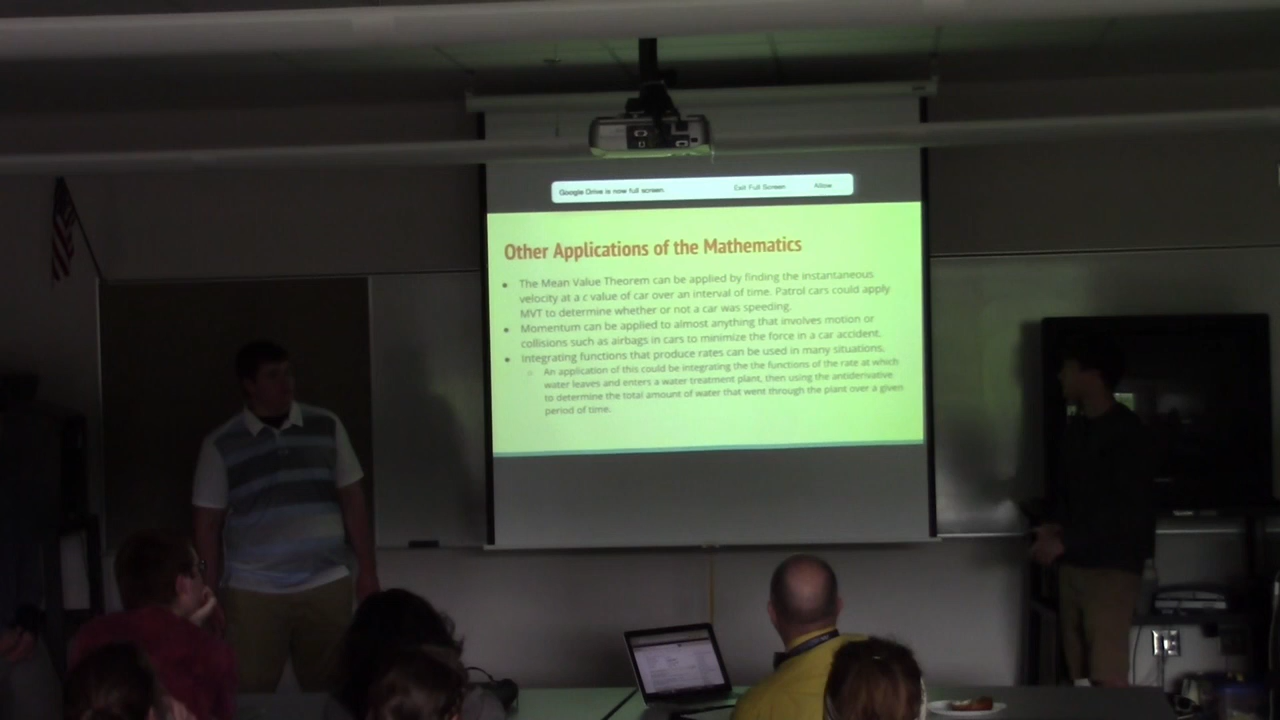 Google Drive is now full screen. Exit Full Screen Allow
Other Applications of the Mathematics
The Mean Value Theorem can be applied by finding the instantaneous
velocity at a c value of car over an interval of time. Patrol cars could apply
MVT to determine whether or not a car was speeding.
Momentum can be applied to almost anything that involves motion or
collisions such as airbags in cars to minimize the force in a car accident.
Integrating functions that produce rates can be used in many situations.
An application of this could be integrating the the functions of the rate at which
water leaves and enters a water treatment plant, then using the antiderivative
to determine the total amount of water that went through the plant over a given
period of time.